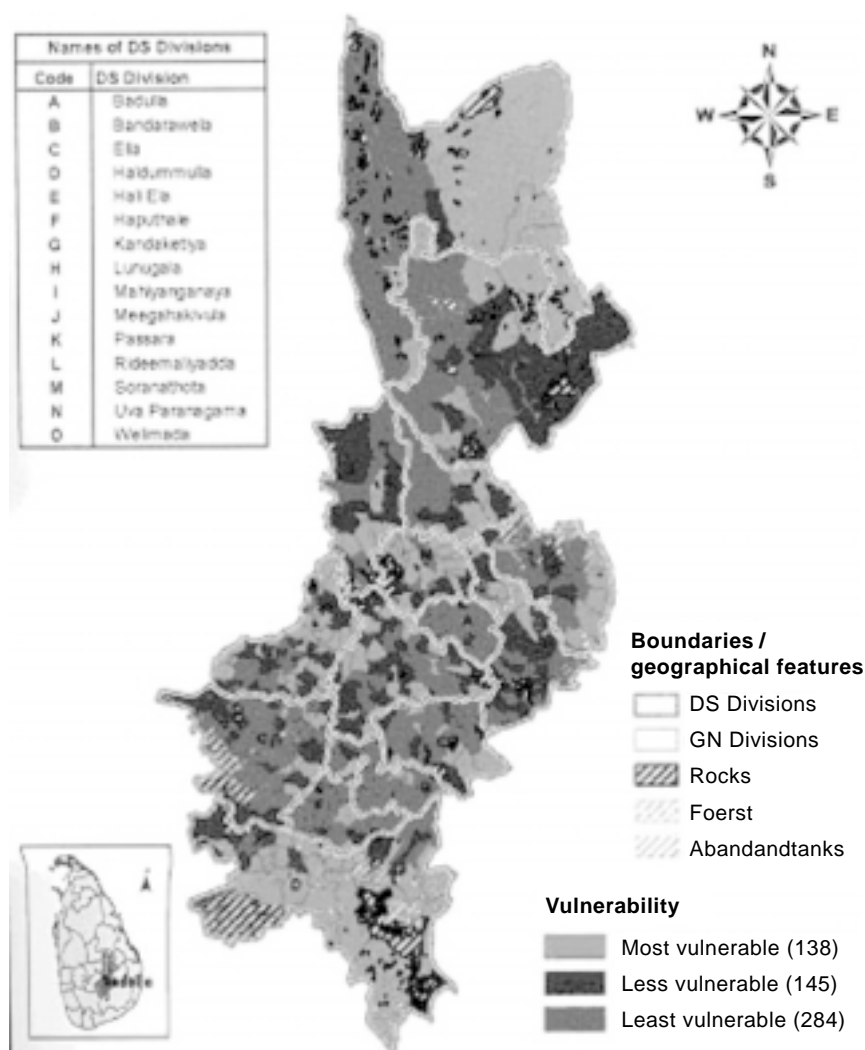 Names of DS Divisions
Code DS Division
A Badulla
B Bandarawela
C Ella
D Haldummulla
E Hali Ela
F Haputhale
G Kandaketiya
H Lunugala
I Mahiyanganaya
J Meegahakivula
K Passara
L Rideemaliyadda
M Soranathota
N Uva Paranagama
O Welimada
N
W E
S
Boundaries /
geographical features
DS Divisions
GN Divisions
Rocks
Foerst
Abandandtanks
Vulnerability
Most vulnerable (138)
Less vulnerable (145)
Least vulnerable (284)
Badulla